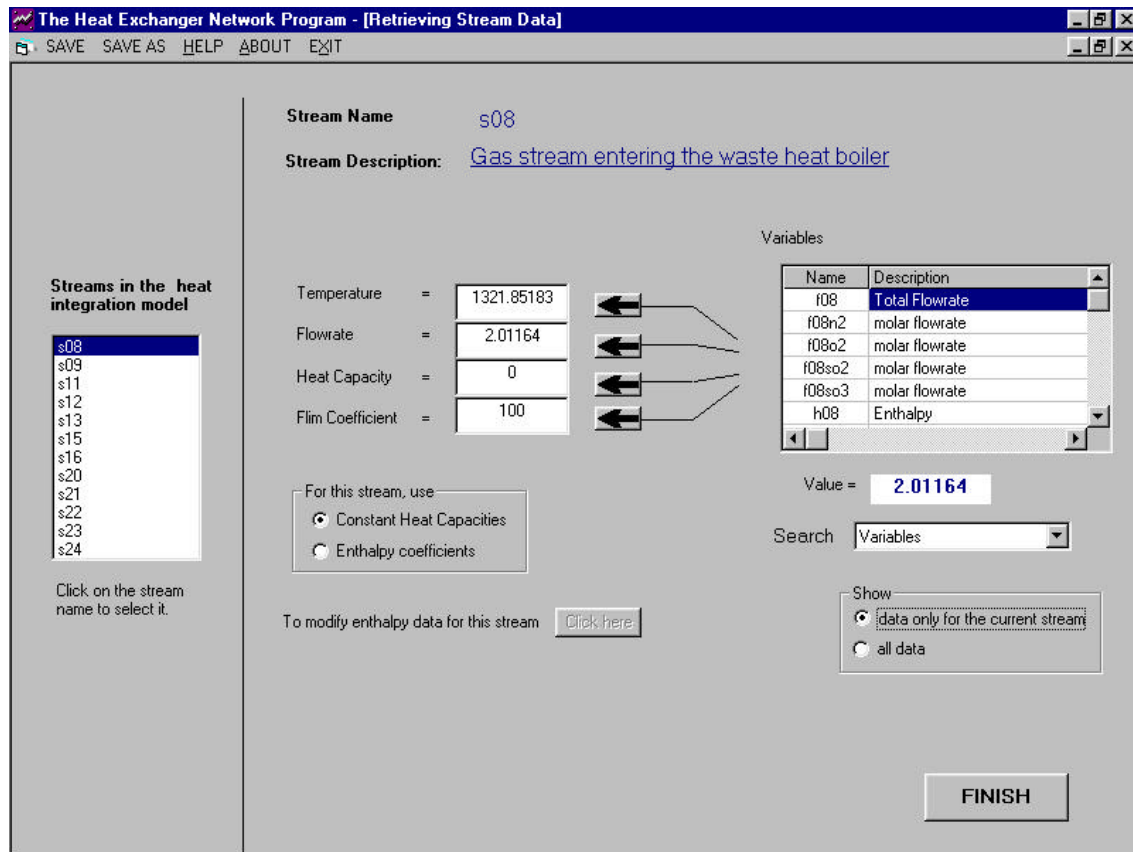 The Heat Exchanger Network Program - [Retrieving Stream Data]
SAVE SAVE AS HELP ABOUT EXIT
Stream Name s08
Stream Description: Gas stream entering the waste heat boiler
Streams in the heat
integration model
s08
s09
s11
s12
s13
s15
s16
s20
s21
s22
s23
s24
Click on the stream
name to select it.
Temperature = 1321.85183
Flowrate = 2.01164
Heat Capacity = 0
Flim Coefficient = 100
For this stream, use
Constant Heat Capacities
Enthalpy coefficients
To modify enthalpy data for this stream Click here
Variables
Name Description
f08 Total Flowrate
f08n2 molar flowrate
f08o2 molar flowrate
f08so2 molar flowrate
f08so3 molar flowrate
h08 Enthalpy
Value = 2.01164
Search Variables
Show
data only for the current stream
all data
FINISH